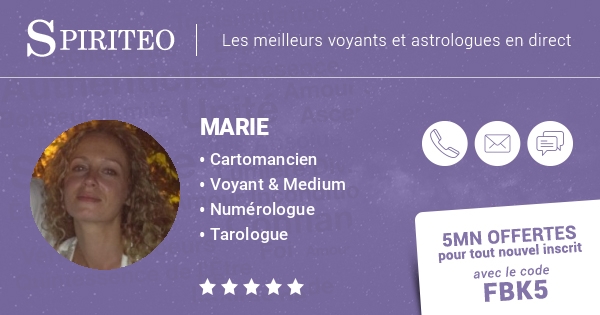 SPIRITEO
Les meilleurs voyants et astrologues en direct
MARIE
• Cartomancien
• Voyant & Medium
• Numérologue
• Tarologue
5MN OFFERTES
pour tout nouvel inscrit
avec le code
FBK5